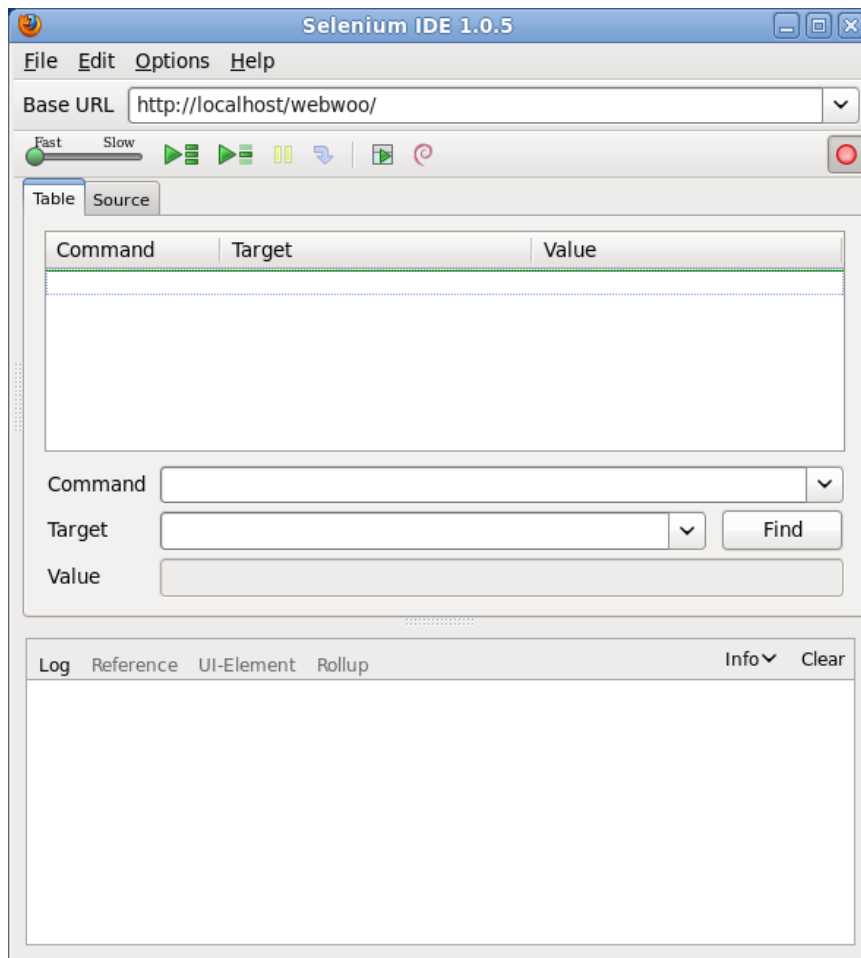 Selenium IDE 1.0.5
File Edit Options Help
Base URL http://localhost/webwoo/
Fast Slow
Table Source
Command Target Value
Command
Target Find
Value
Log Reference UI-Element Rollup Info Clear